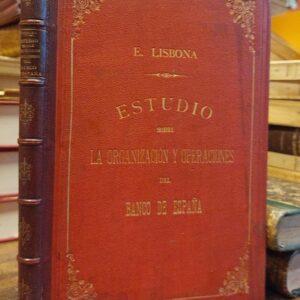 E. LISBONA
ESTUDIO
SOBRE
LA ORGANIZACIÓN Y OPERACIONES
DEL
BANCO DE ESPAÑA